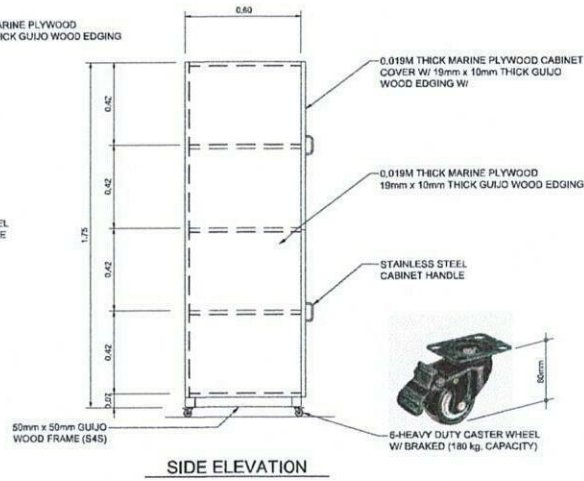 0.60
ARINE PLYWOOD
HICK GUIJO WOOD EDGING
0.019M THICK MARINE PLYWOOD CABINET
COVER W/ 19mm x 10mm THICK GUIJO
WOOD EDGING W/
0.42
0.42
0.019M THICK MARINE PLYWOOD
19mm x 10mm THICK GUIJO WOOD EDGING
EL
E
1.75
0.42
STAINLESS STEEL
CABINET HANDLE
0.42
0.07
50mm x 50mm GUIJO
WOOD FRAME (S4S)
6-HEAVY DUTY CASTER WHEEL
W/ BRAKED (180 kg. CAPACITY)
SIDE ELEVATION